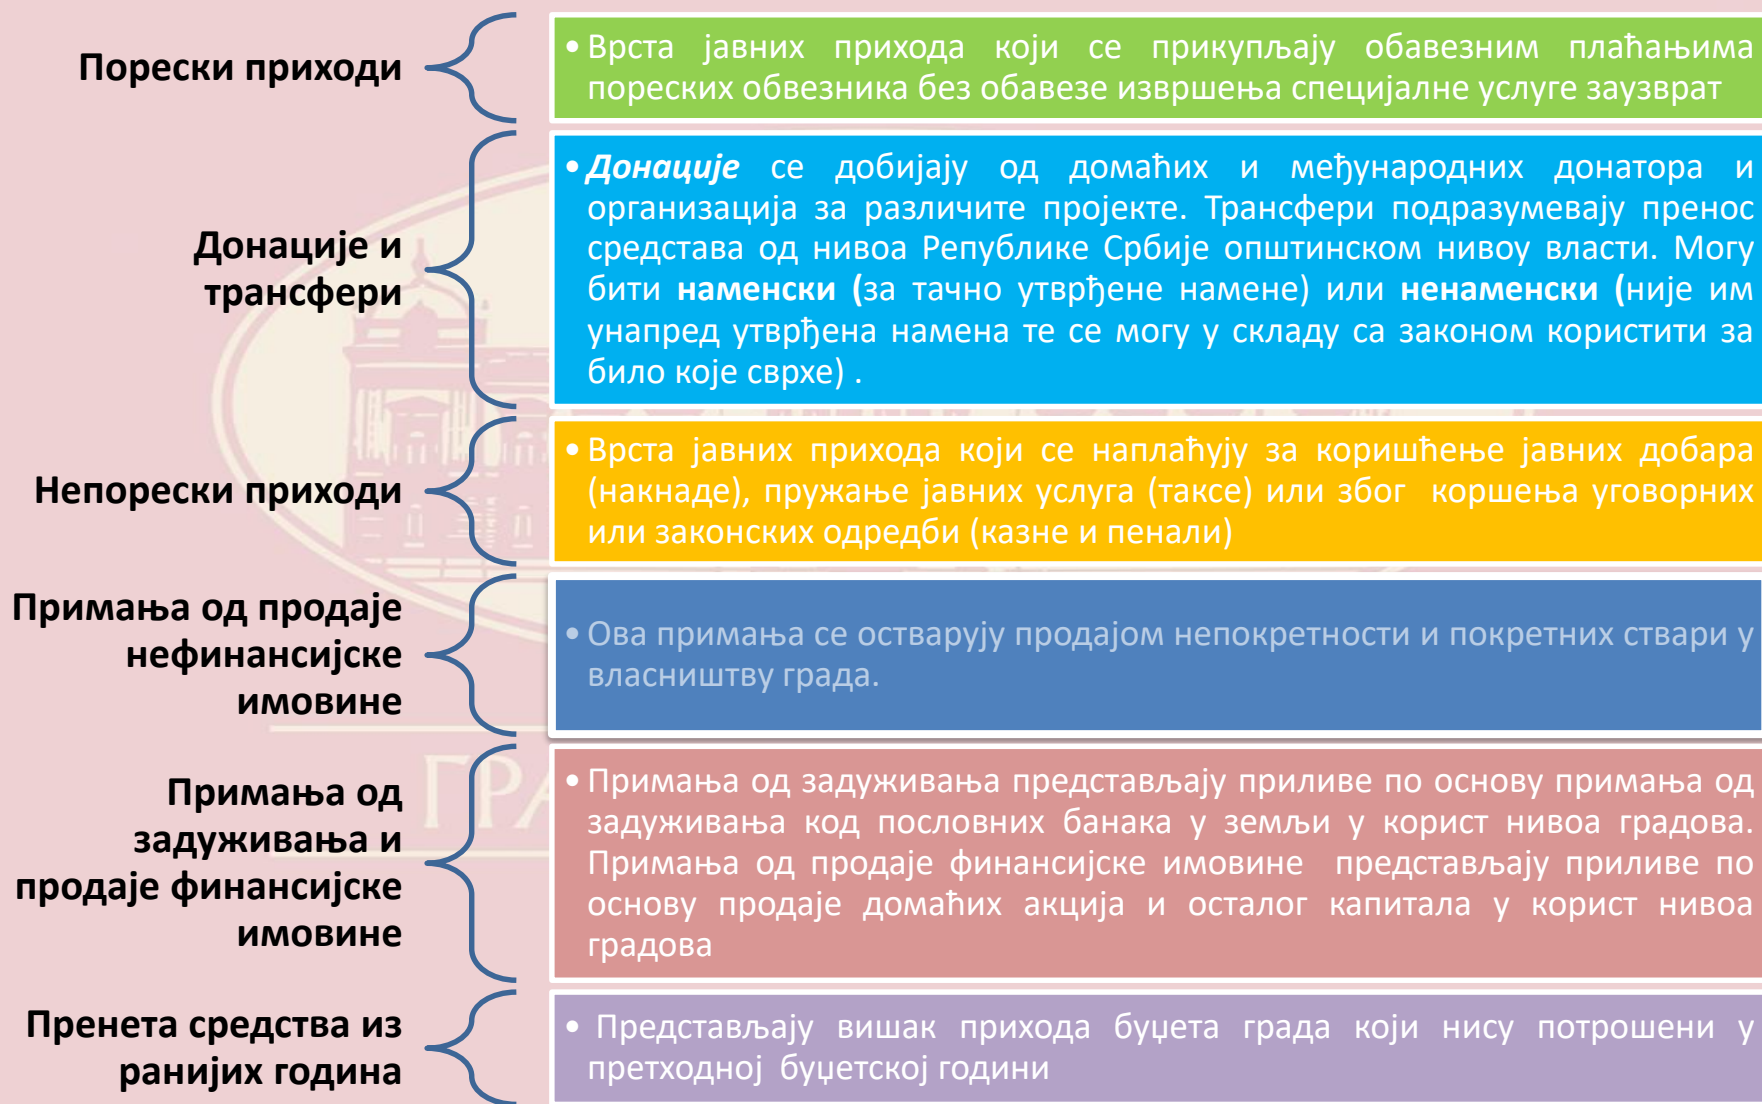 Порески приходи
• Врста јавних прихода који се прикупљају обавезним плаћањима
пореских обвезника без обавезе извршења специјалне услуге заузврат
Донације и
трансфери
• Донације се добијају од домаћих и међународних донатора и
организација за различите пројекте. Трансфери подразумевају пренос
средстава од нивоа Републике Србије општинском нивоу власти. Могу
бити наменски (за тачно утврђене намене) или ненаменски (није им
унапред утврђена намена те се могу у складу са законом користити за
било које сврхе) .
Непорески приходи
• Врста јавних прихода који се наплаћују за коришћење јавних добара
(накнаде), пружање јавних услуга (таксе) или због коршења уговорних
или законских одредби (казне и пенали)
Примања од продаје
нефинансијске
имовине
• Ова примања се остварују продајом непокретности и покретних ствари у
власништву града.
Примања од
задуживања и
продаје финансијске
имовине
• Примања од задуживања представљају приливе по основу примања од
задуживања код пословних банака у земљи у корист нивоа градова.
Примања од продаје финансијске имовине представљају приливе по
основу продаје домаћих акција и осталог капитала у корист нивоа
градова
Пренета средства из
ранијих година
• Представљају вишак прихода буџета града који нису потрошени у
претходној буџетској години